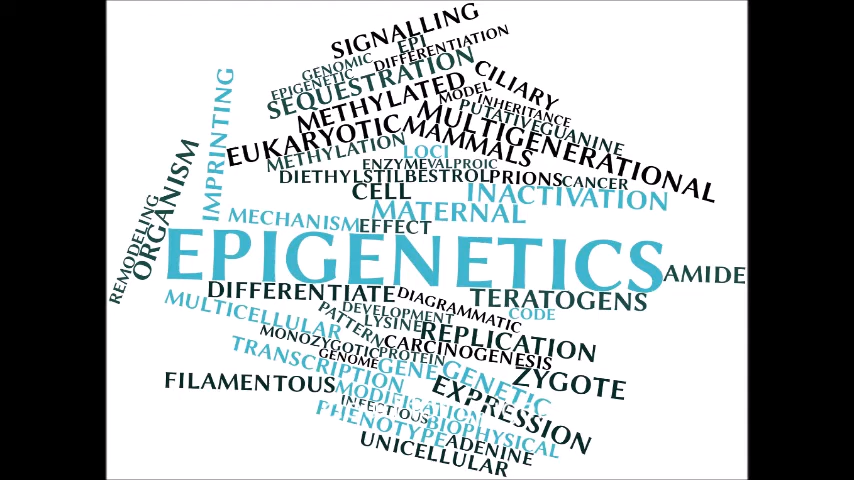 SIGNALLING
EPI
DIFFERENTIATION
GENOMIC
EPIGENETIC
SEQUESTRATION
CILIARY
METHYLATED
MODEL
INHERITANCE
PUTATIVE
GUANINE
MULTIGENERATIONAL
EUKARYOTIC
MAMMALS
METHYLATION
LOCI
ENZYME
VALPROIC
DIETHYLSTILBESTROL
PRIONS
CANCER
IMPRINTING
CELL
INACTIVATION
ORGANISM
REMODELING
MATERNAL
MECHANISM
EFFECT
EPIGENETICS
AMIDE
DIFFERENTIATE
DIAGRAMMATIC
TERATOGENS
MULTICELLULAR
DEVELOPMENT
CODE
PATTERN
LYSINE
REPLICATION
MONOZYGOTIC
PROTEIN
CARCINOGENESIS
TRANSCRIPTION
GENOME
GENE
GENETIC
ZYGOTE
FILAMENTOUS
MODIFICATION
EXPRESSION
INFECTIOUS
PHENOTYPE
BIOPHYSICAL
ADENINE
UNICELLULAR